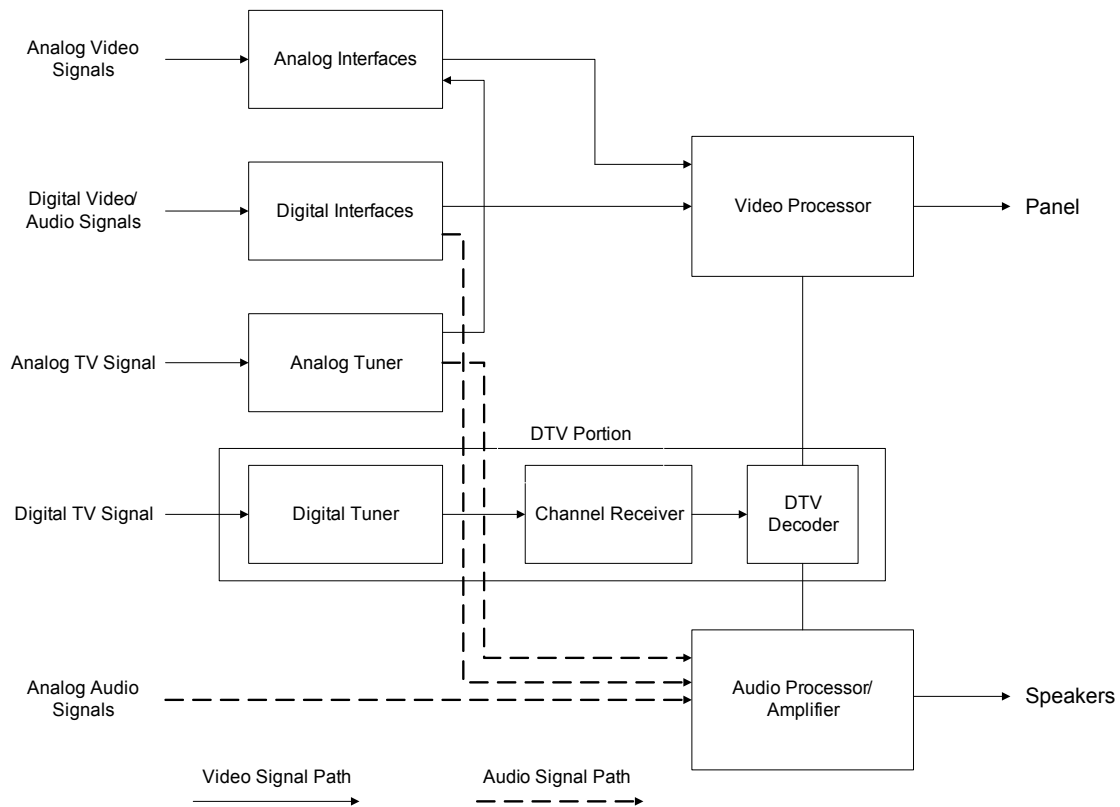 Analog Video
Signals
Analog Interfaces
Digital Video/
Audio Signals
Digital Interfaces
Video Processor
Panel
Analog TV Signal
Analog Tuner
DTV Portion
Digital TV Signal
Digital Tuner
Channel Receiver
DTV
Decoder
Analog Audio
Signals
Audio Processor/
Amplifier
Speakers
Video Signal Path
Audio Signal Path